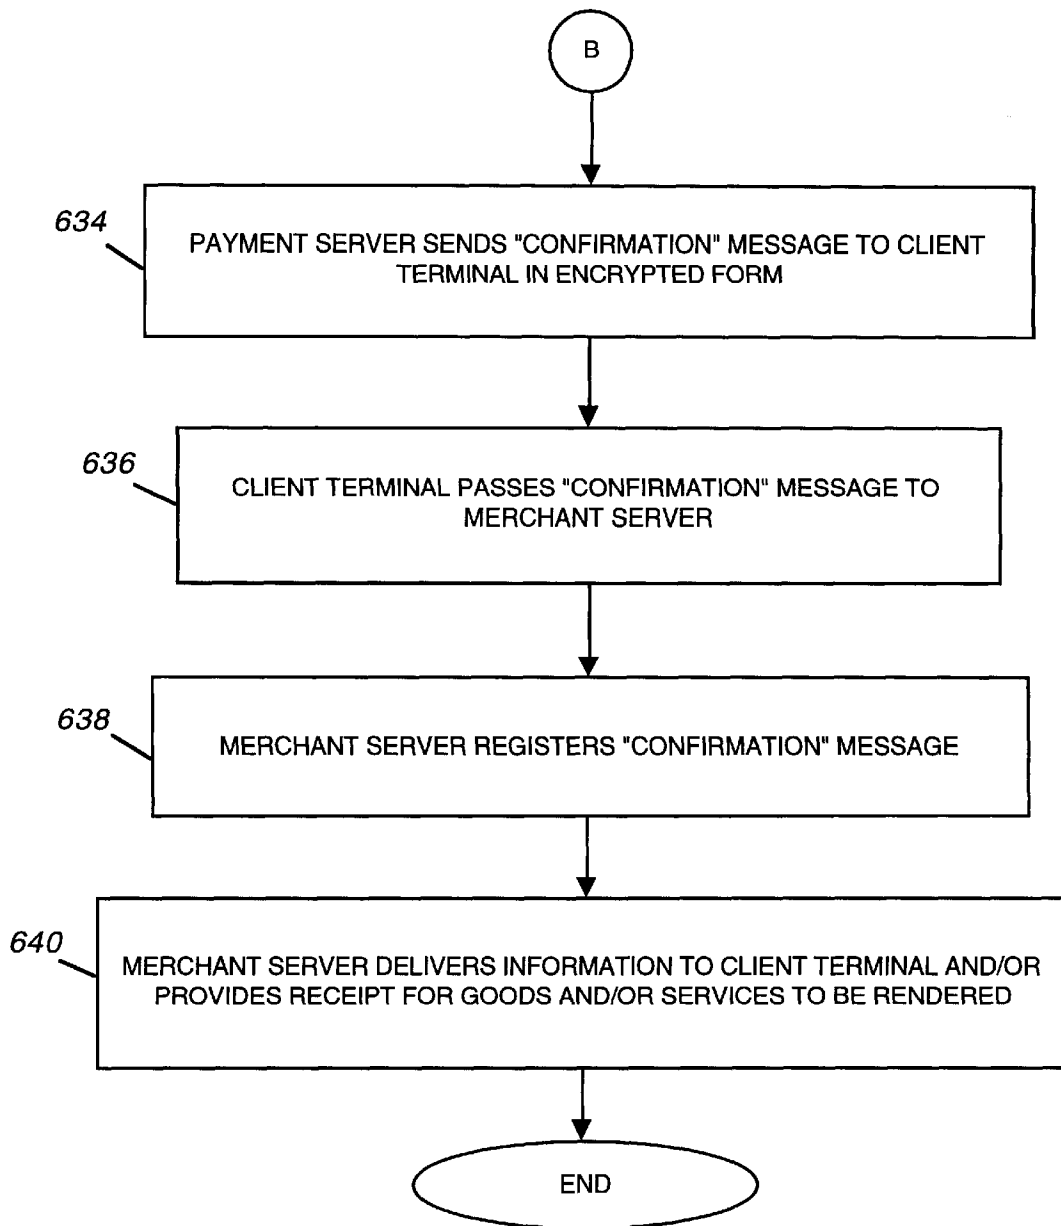 B
634
PAYMENT SERVER SENDS "CONFIRMATION" MESSAGE TO CLIENT
TERMINAL IN ENCRYPTED FORM
636
CLIENT TERMINAL PASSES "CONFIRMATION" MESSAGE TO
MERCHANT SERVER
638
MERCHANT SERVER REGISTERS "CONFIRMATION" MESSAGE
640
MERCHANT SERVER DELIVERS INFORMATION TO CLIENT TERMINAL AND/OR
PROVIDES RECEIPT FOR GOODS AND/OR SERVICES TO BE RENDERED
END